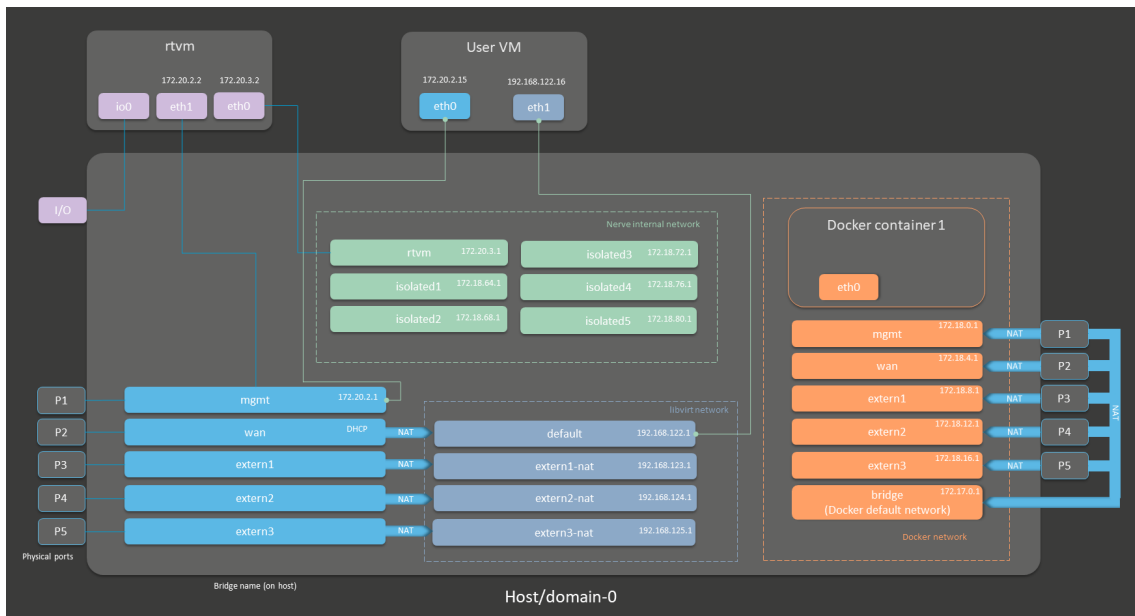 rtvm
172.20.2.2
172.20.3.2
io0
eth1
eth0
User VM
172.20.2.15
192.168.122.16
eth0
eth1
I/O
Nerve internal network
rtvm
172.20.3.1
isolated3
172.18.72.1
isolated1
172.18.64.1
isolated4
172.18.76.1
isolated2
172.18.68.1
isolated5
172.18.80.1
Docker container 1
eth0
mgmt
172.18.0.1
NAT
P1
wan
172.18.4.1
NAT
P2
extern1
172.18.8.1
NAT
P3
extern2
172.18.12.1
NAT
P4
extern3
172.18.16.1
NAT
P5
NAT
bridge
(Docker default network)
172.17.0.1
Docker network
P1
mgmt
172.20.2.1
libvirt network
P2
wan
DHCP
NAT
default
192.168.122.1
P3
extern1
NAT
extern1-nat
192.168.123.1
P4
extern2
NAT
extern2-nat
192.168.124.1
P5
extern3
NAT
extern3-nat
192.168.125.1
Physical ports
Bridge name (on host)
Host/domain-0